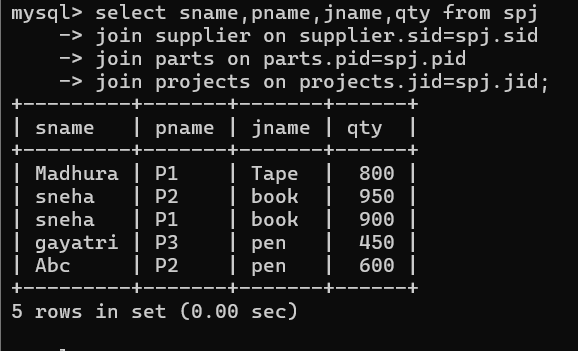 mysql> select sname,pname,jname,qty from spj
    -> join supplier on supplier.sid=spj.sid
    -> join parts on parts.pid=spj.pid
    -> join projects on projects.jid=spj.jid;
+----------+-------+-------+------+
| sname    | pname | jname | qty  |
+----------+-------+-------+------+
| Madhura  | P1    | Tape  |  800 |
| sneha    | P2    | book  |  950 |
| sneha    | P1    | book  |  900 |
| gayatri  | P3    | pen   |  450 |
| Abc      | P2    | pen   |  600 |
+----------+-------+-------+------+
5 rows in set (0.00 sec)